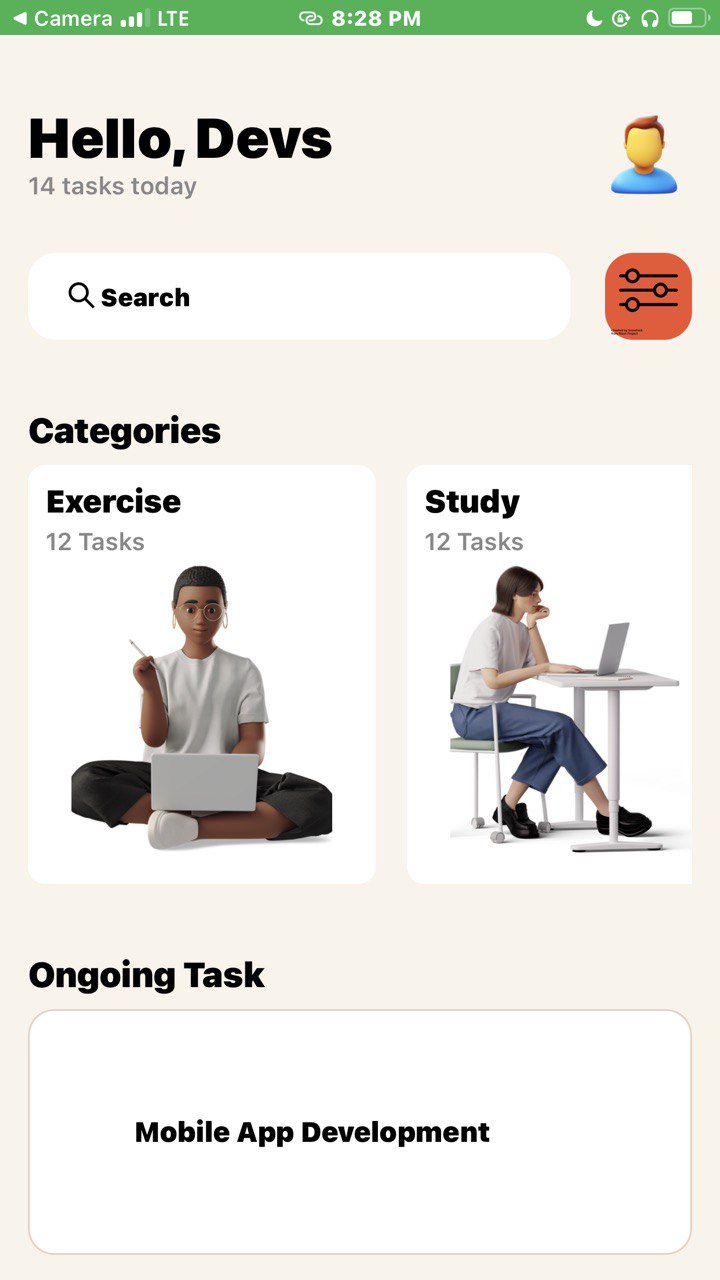 Camera LTE 8:28 PM
Hello, Devs
14 tasks today
Search
Categories
Exercise
12 Tasks
Study
12 Tasks
Ongoing Task
Mobile App Development